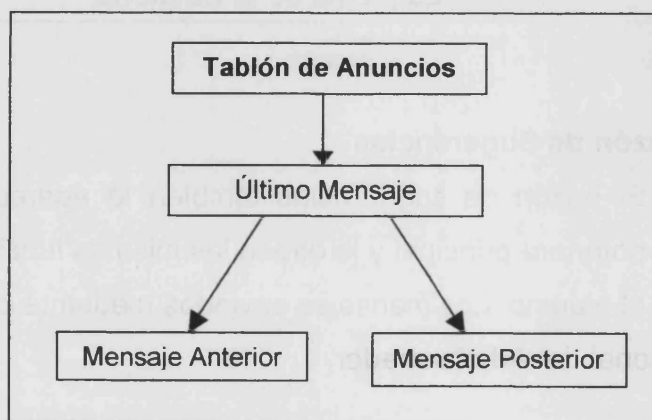 Tablón de Anuncios
Último Mensaje
Mensaje Anterior
Mensaje Posterior